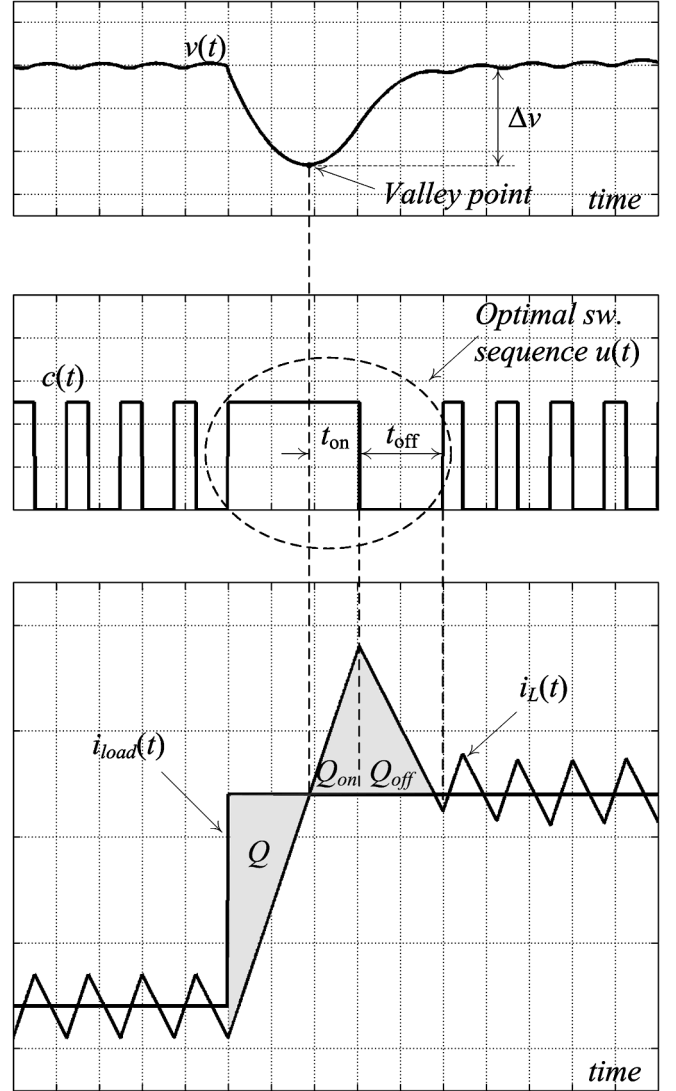 v(t)
Δv
Valley point
time
Optimal sw.
sequence u(t)
c(t)
ton
toff
iL(t)
iload(t)
Qon
Qoff
Q
time